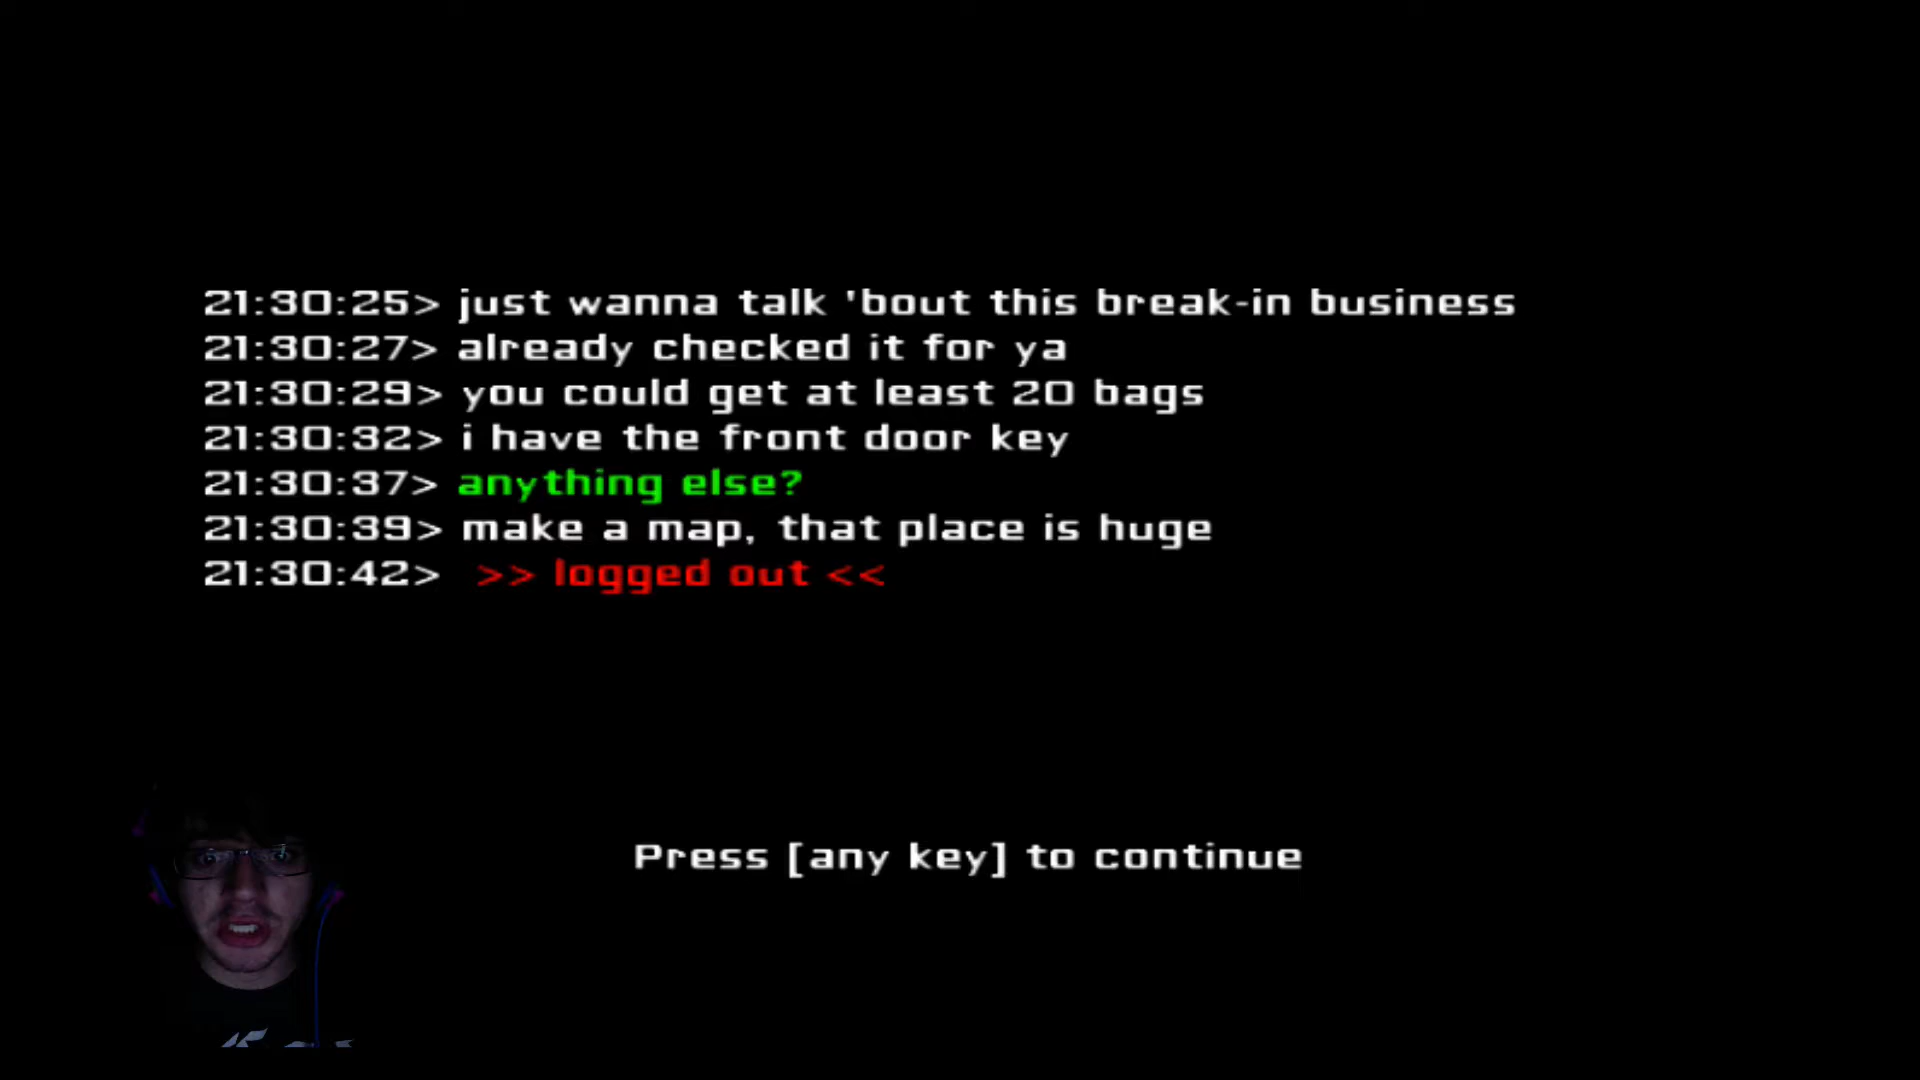 21:30:25> just wanna talk 'bout this break-in business
21:30:27> already checked it for ya
21:30:29> you could get at least 20 bags
21:30:32> i have the front door key
21:30:37> anything else?
21:30:39> make a map, that place is huge
21:30:42> >> logged out <<
Press [any key] to continue